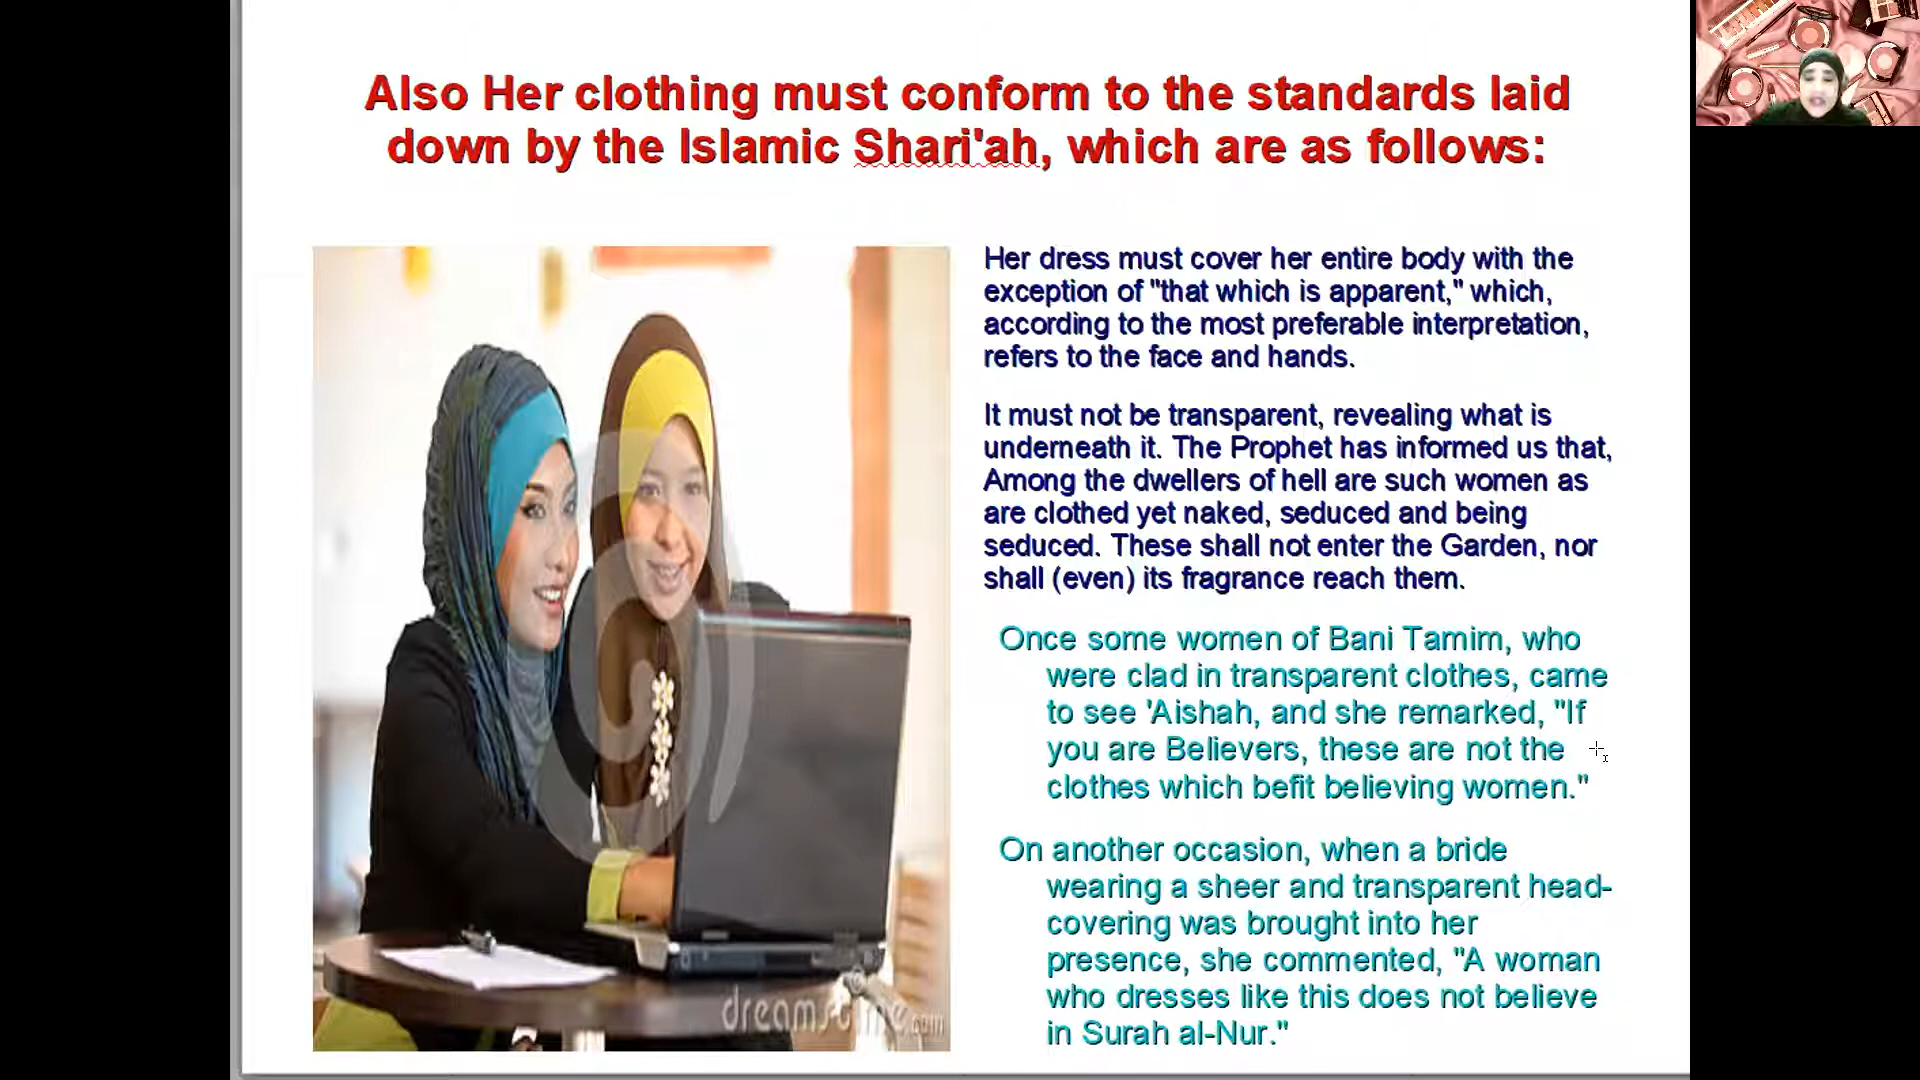 Also Her clothing must conform to the standards laid
down by the Islamic Shari'ah, which are as follows:
Her dress must cover her entire body with the
exception of "that which is apparent," which,
according to the most preferable interpretation,
refers to the face and hands.
It must not be transparent, revealing what is
underneath it. The Prophet has informed us that,
Among the dwellers of hell are such women as
are clothed yet naked, seduced and being
seduced. These shall not enter the Garden, nor
shall (even) its fragrance reach them.
Once some women of Bani Tamim, who
were clad in transparent clothes, came
to see 'Aishah, and she remarked, "If
you are Believers, these are not the
clothes which befit believing women."
On another occasion, when a bride
wearing a sheer and transparent head-
covering was brought into her
presence, she commented, "A woman
who dresses like this does not believe
in Surah al-Nur."
dreamstime.com